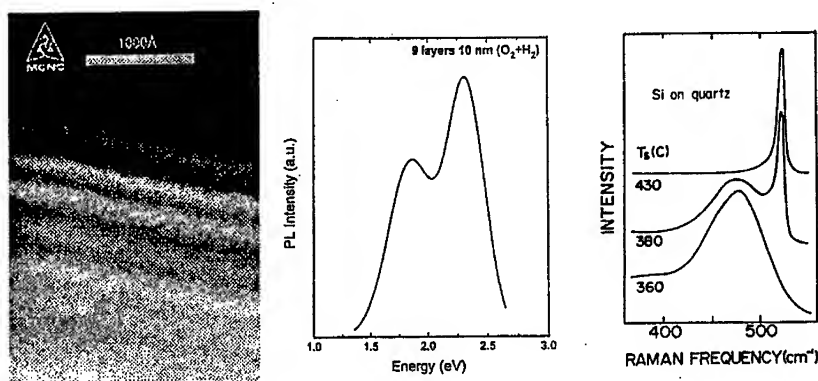 MCNC
1000Å
9 layers 10 nm (O₂+H₂)
PL Intensity (a.u.)
1.0 1.5 2.0 2.5 3.0
Energy (eV)
Si on quartz
Tₛ(C)
430
380
360
INTENSITY
400 500
RAMAN FREQUENCY(cm⁻¹)